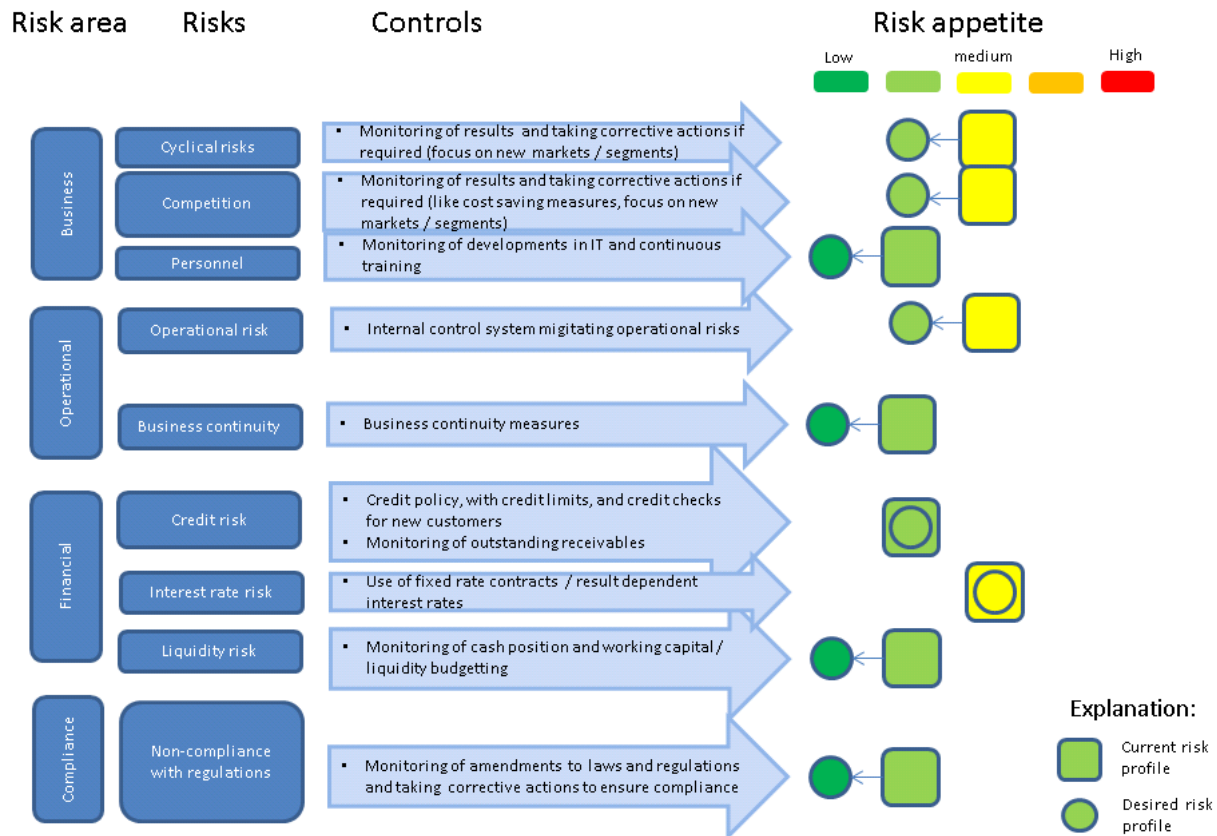 Risk area
Risks
Controls
Risk appetite
Low
medium
High
Business
Cyclical risks
▪ Monitoring of results and taking corrective actions if
required (focus on new markets / segments)
Competition
▪ Monitoring of results and taking corrective actions if
required (like cost saving measures, focus on new
markets / segments)
Personnel
▪ Monitoring of developments in IT and continuous
training
Operational
Operational risk
▪ Internal control system migitating operational risks
Business continuity
▪ Business continuity measures
Financial
Credit risk
▪ Credit policy, with credit limits, and credit checks
for new customers
▪ Monitoring of outstanding receivables
Interest rate risk
▪ Use of fixed rate contracts / result dependent
interest rates
Liquidity risk
▪ Monitoring of cash position and working capital /
liquidity budgetting
Compliance
Non-compliance
with regulations
▪ Monitoring of amendments to laws and regulations
and taking corrective actions to ensure compliance
Explanation:
Current risk
profile
Desired risk
profile